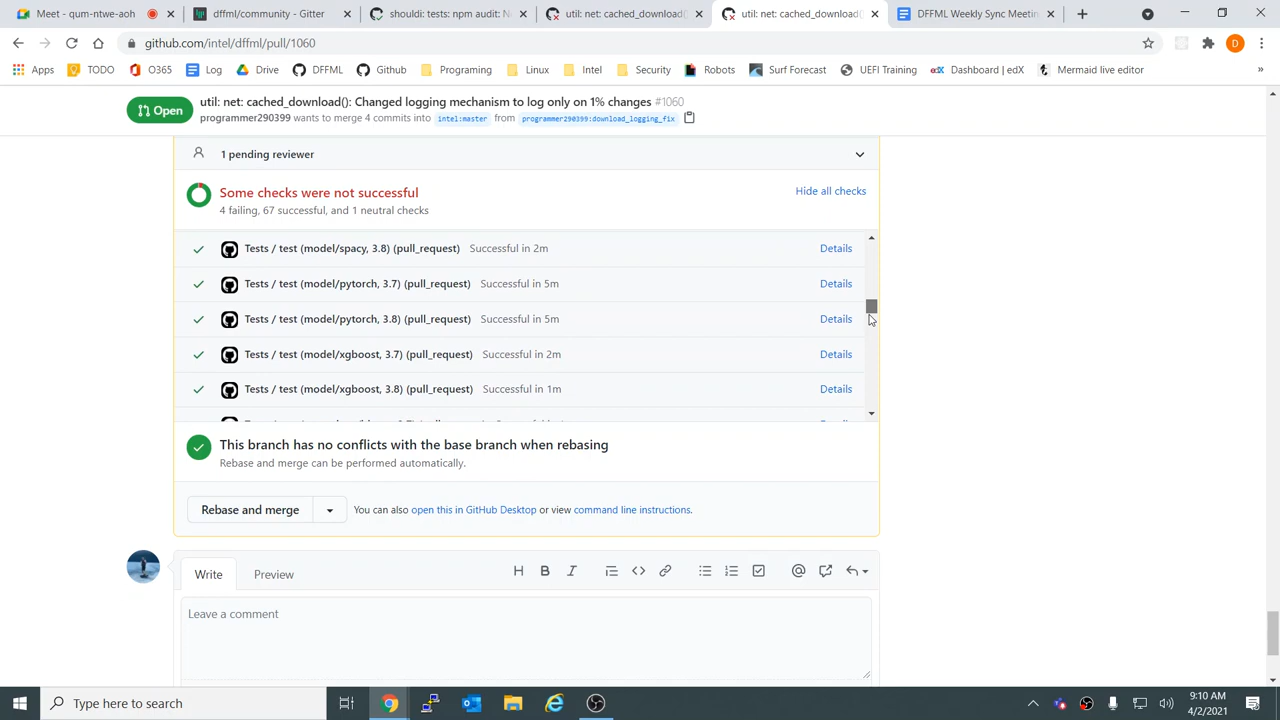 Meet - qum-ntwe-aoh
dffml/community - Gitter
shouldi: tests: npm audit: Ne
util: net: cached_download():
util: net: cached_download():
DFFML Weekly Sync Meetin
github.com/intel/dffml/pull/1060
D
Apps
TODO
O365
Log
Drive
DFFML
Github
Programing
Linux
Intel
Security
Robots
Surf Forecast
UEFI Training
Dashboard | edX
Mermaid live editor
»
Open
util: net: cached_download(): Changed logging mechanism to log only on 1% changes #1060
programmer290399 wants to merge 4 commits into intel:master from programmer290399:download_logging_fix
1 pending reviewer
Some checks were not successful
Hide all checks
4 failing, 67 successful, and 1 neutral checks
Tests / test (model/spacy, 3.8) (pull_request) Successful in 2m Details
Tests / test (model/pytorch, 3.7) (pull_request) Successful in 5m Details
Tests / test (model/pytorch, 3.8) (pull_request) Successful in 5m Details
Tests / test (model/xgboost, 3.7) (pull_request) Successful in 2m Details
Tests / test (model/xgboost, 3.8) (pull_request) Successful in 1m Details
This branch has no conflicts with the base branch when rebasing
Rebase and merge can be performed automatically.
Rebase and merge
You can also open this in GitHub Desktop or view command line instructions.
Write
Preview
Leave a comment
Type here to search
9:10 AM
4/2/2021